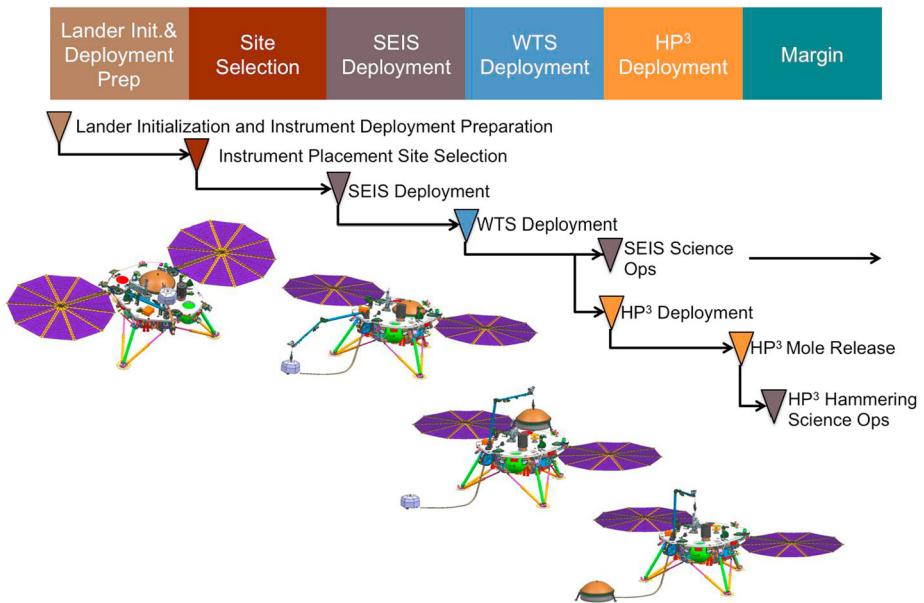 Lander Init.&
Deployment
Prep
Site
Selection
SEIS
Deployment
WTS
Deployment
HP³
Deployment
Margin
Lander Initialization and Instrument Deployment Preparation
Instrument Placement Site Selection
SEIS Deployment
WTS Deployment
SEIS Science
Ops
HP³ Deployment
HP³ Mole Release
HP³ Hammering
Science Ops